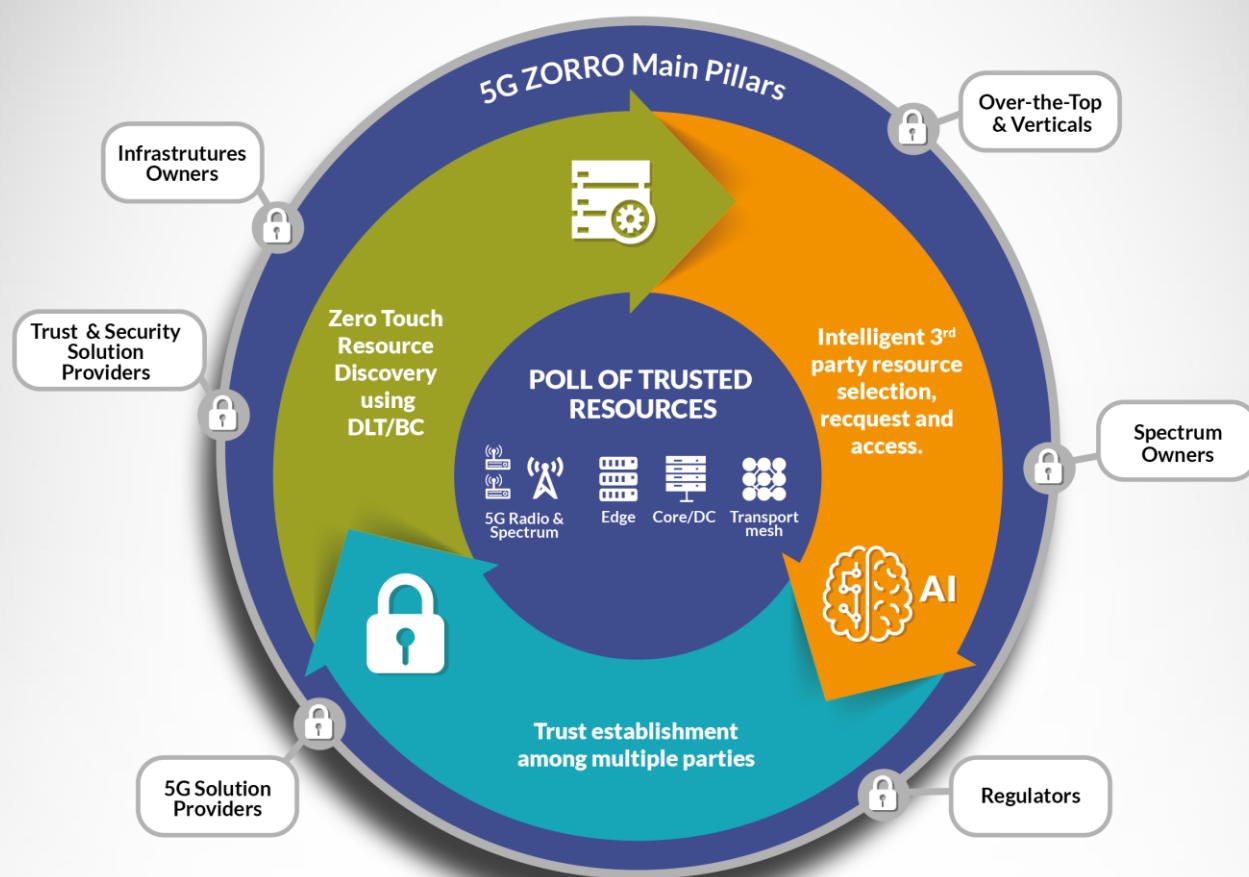 5G ZORRO Main Pillars
Over-the-Top
& Verticals
Infrastrutures
Owners
Trust & Security
Solution
Providers
Zero Touch
Resource
Discovery
using
DLT/BC
Intelligent 3rd
party resource
selection,
recquest and
access.
POLL OF TRUSTED
RESOURCES
5G Radio &
Spectrum
Edge
Core/DC
Transport
mesh
Spectrum
Owners
AI
Trust establishment
among multiple parties
5G Solution
Providers
Regulators